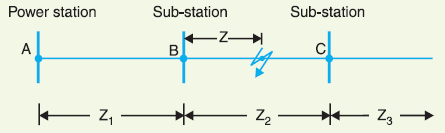 Power station Sub-station Sub-station
Z
A B C
Z1 Z2 Z3